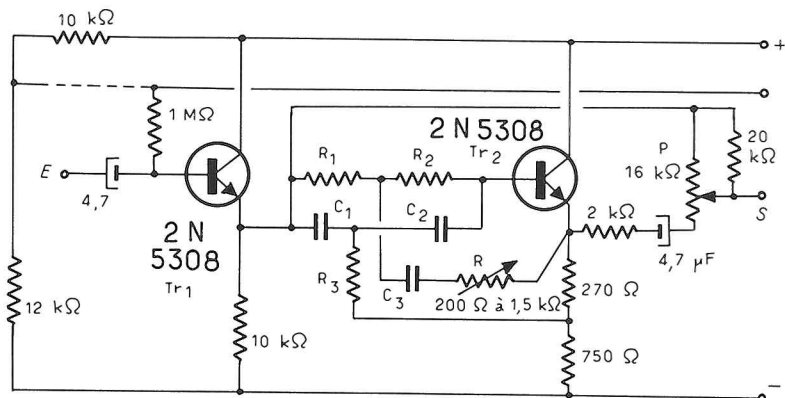 10 kΩ
+
1 MΩ
2 N 5308
Tr2
P
16 kΩ
20
kΩ
E
4,7
R1
R2
S
C1
C2
2 kΩ
2 N
5308
Tr1
4,7 µF
R3
C3
R
200 Ω à 1,5 kΩ
270 Ω
12 kΩ
10 kΩ
750 Ω
−